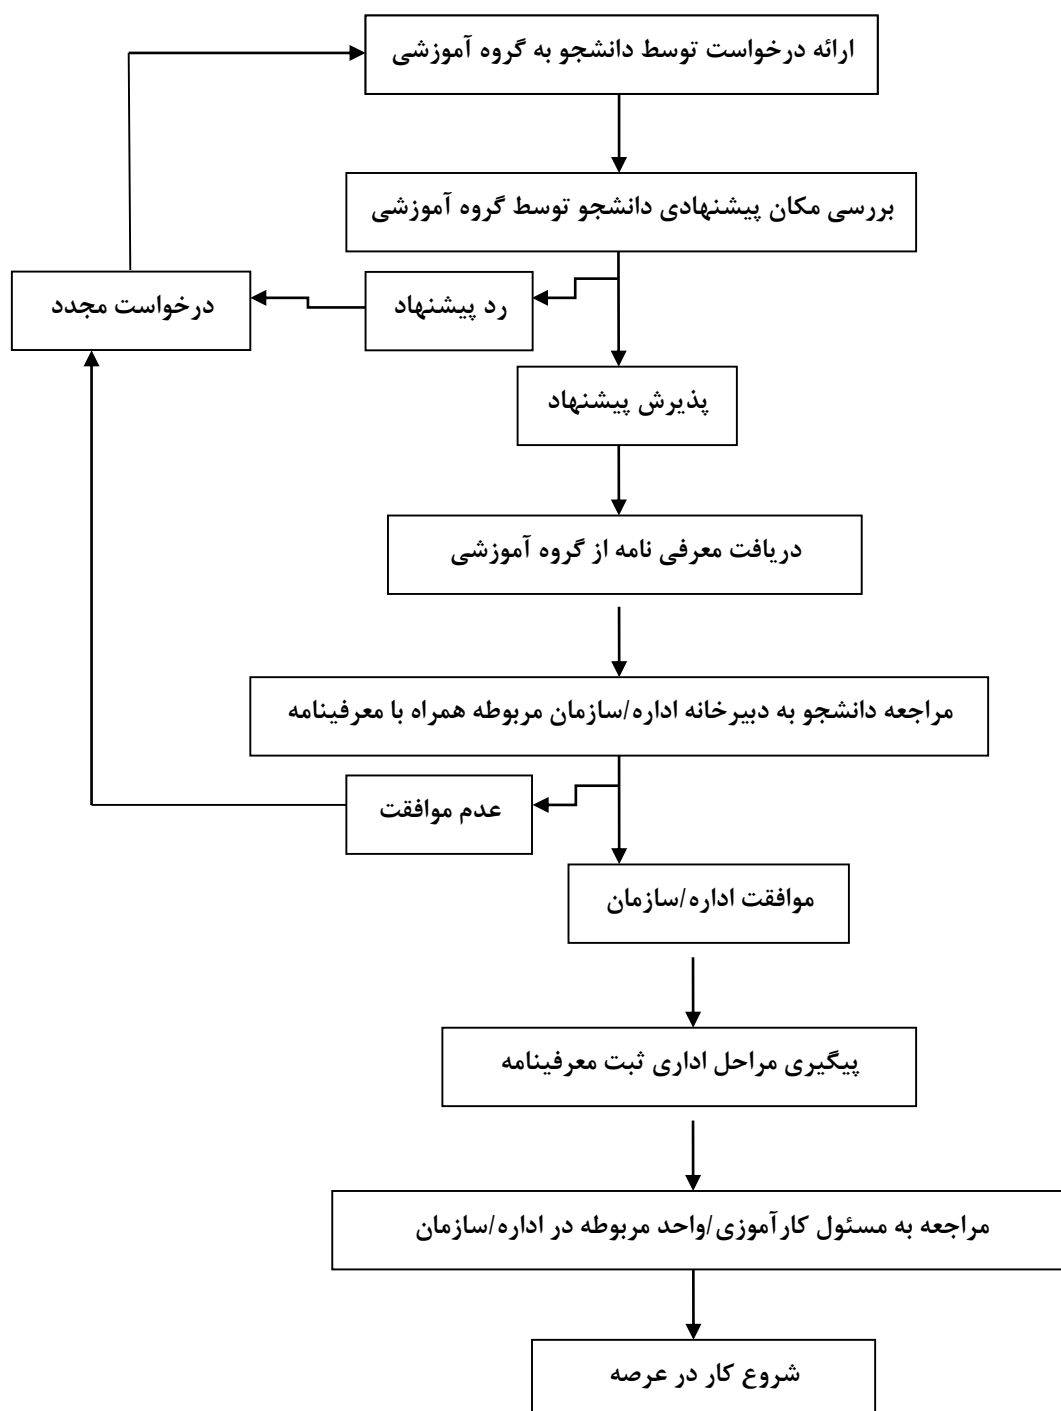 ارائه درخواست توسط دانشجو به گروه آموزشی
بررسی مکان پیشنهادی دانشجو توسط گروه آموزشی
رد پیشنهاد
درخواست مجدد
پذیرش پیشنهاد
دریافت معرفی نامه از گروه آموزشی
مراجعه دانشجو به دبیرخانه اداره/سازمان مربوطه همراه با معرفینامه
عدم موافقت
موافقت اداره/سازمان
پیگیری مراحل اداری ثبت معرفینامه
مراجعه به مسئول کارآموزی/واحد مربوطه در اداره/سازمان
شروع کار در عرصه